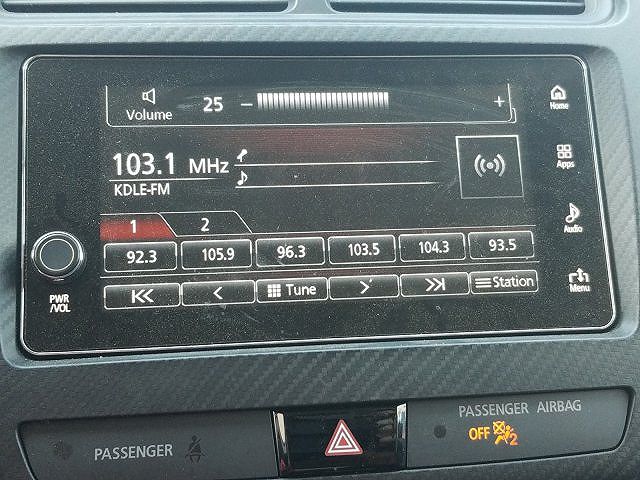 Volume 25 − +
Home
103.1 MHz
KDLE-FM
Apps
1 2
Audio
92.3 105.9 96.3 103.5 104.3 93.5
Tune Station
Menu
PWR
/VOL
PASSENGER AIRBAG
PASSENGER OFF 2